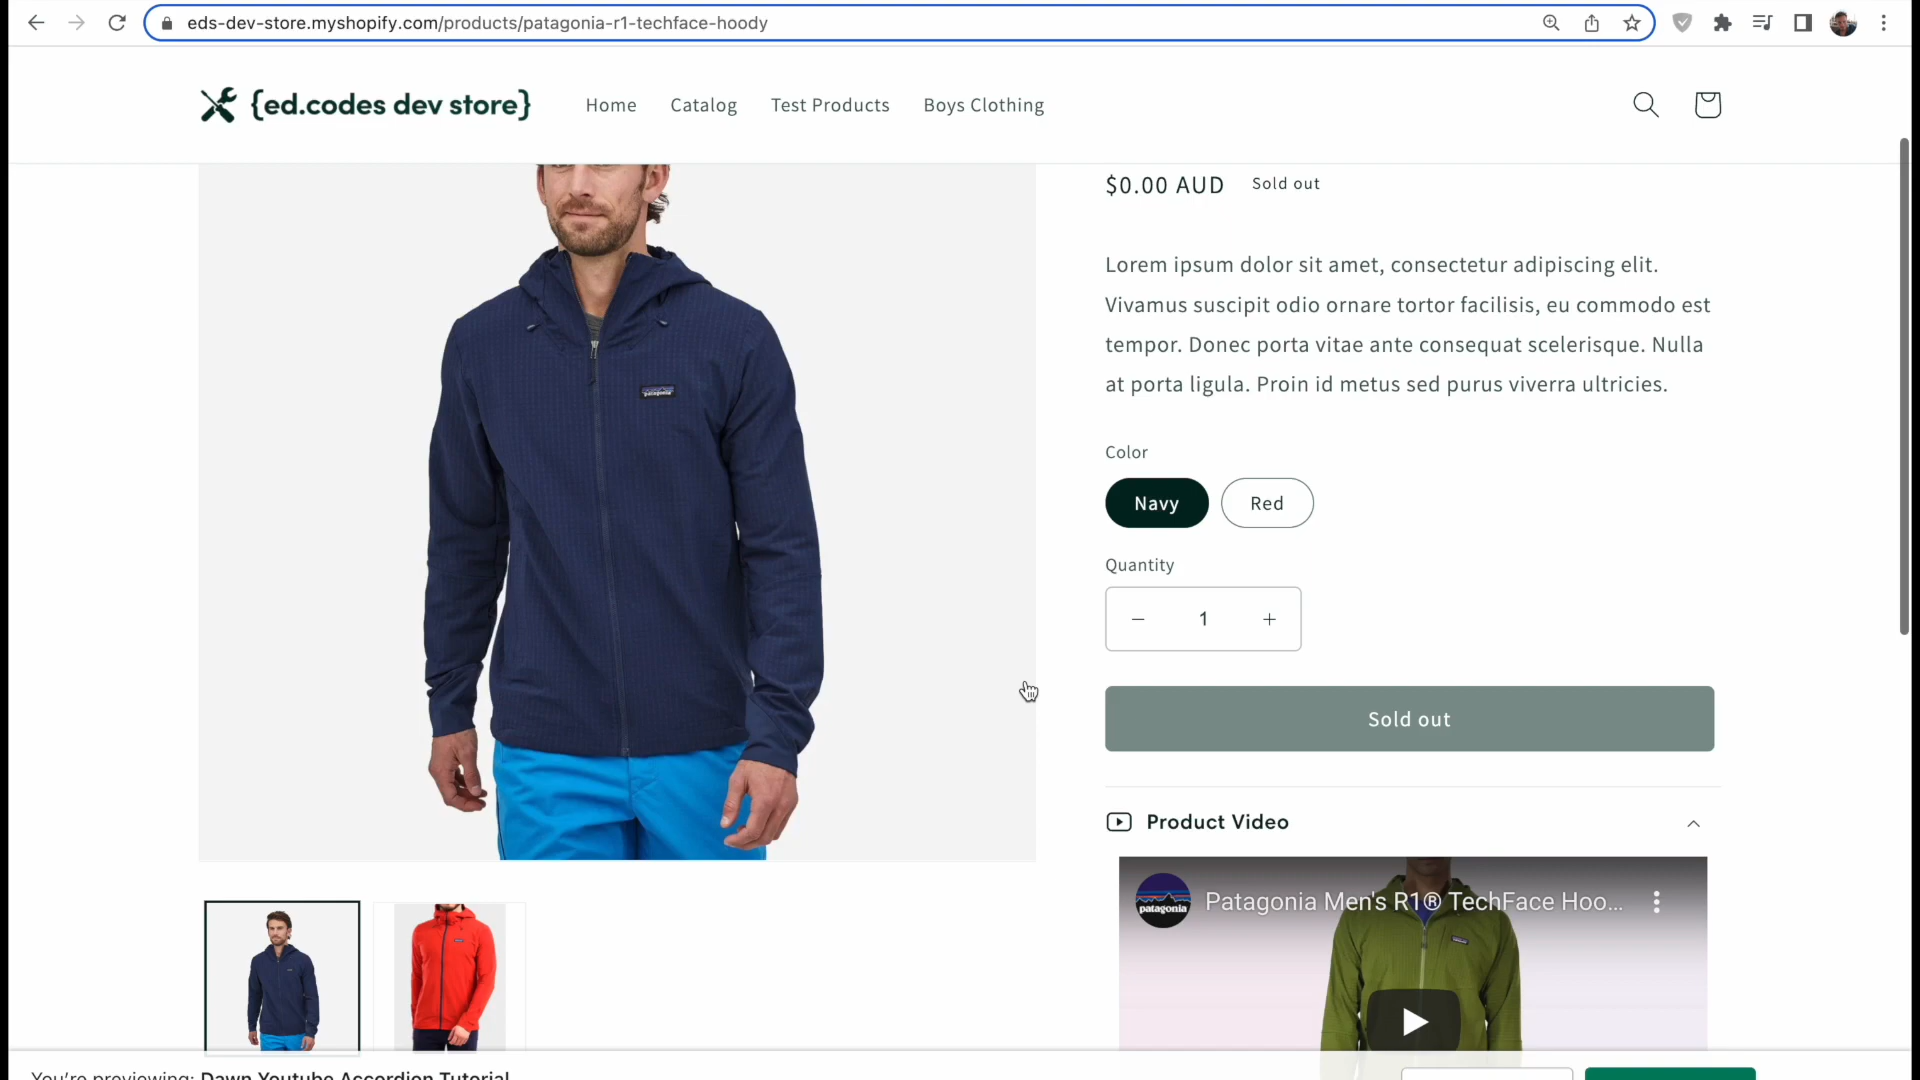 eds-dev-store.myshopify.com/products/patagonia-r1-techface-hoody
{ed.codes dev store}
Home
Catalog
Test Products
Boys Clothing
$0.00 AUD
Sold out
Lorem ipsum dolor sit amet, consectetur adipiscing elit.
Vivamus suscipit odio ornare tortor facilisis, eu commodo est
tempor. Donec porta vitae ante consequat scelerisque. Nulla
at porta ligula. Proin id metus sed purus viverra ultricies.
patagonia
Color
Navy
Red
Quantity
1
Sold out
Product Video
patagonia
Patagonia Men's R1® TechFace Hoo...
You're previewing: Dawn Youtube Accordion Tutorial